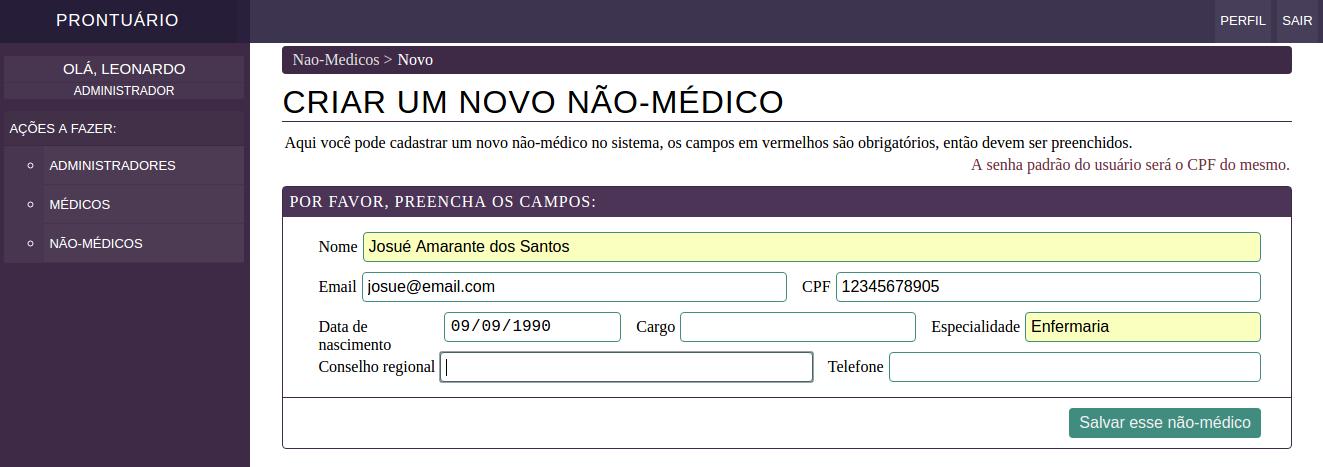 PRONTUÁRIO
PERFIL SAIR
OLÁ, LEONARDO
ADMINISTRADOR
AÇÕES A FAZER:
ADMINISTRADORES
MÉDICOS
NÃO-MÉDICOS
Nao-Medicos > Novo
CRIAR UM NOVO NÃO-MÉDICO
Aqui você pode cadastrar um novo não-médico no sistema, os campos em vermelhos são obrigatórios, então devem ser preenchidos.
A senha padrão do usuário será o CPF do mesmo.
POR FAVOR, PREENCHA OS CAMPOS:
Nome Josué Amarante dos Santos
Email josue@email.com CPF 12345678905
Data de nascimento 09/09/1990 Cargo Especialidade Enfermaria
Conselho regional Telefone
Salvar esse não-médico